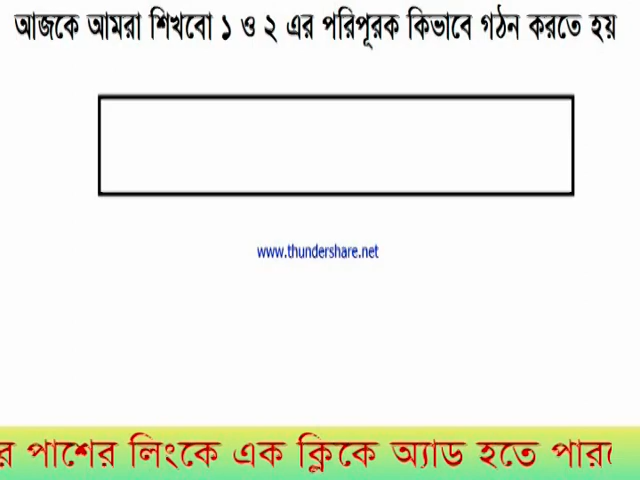 আজকে আমরা শিখবো ১ ও ২ এর পরিপূরক কিভাবে গঠন করতে হয়
www.thundershare.net
র পাশের লিংকে এক ক্লিকে অ্যাড হতে পার